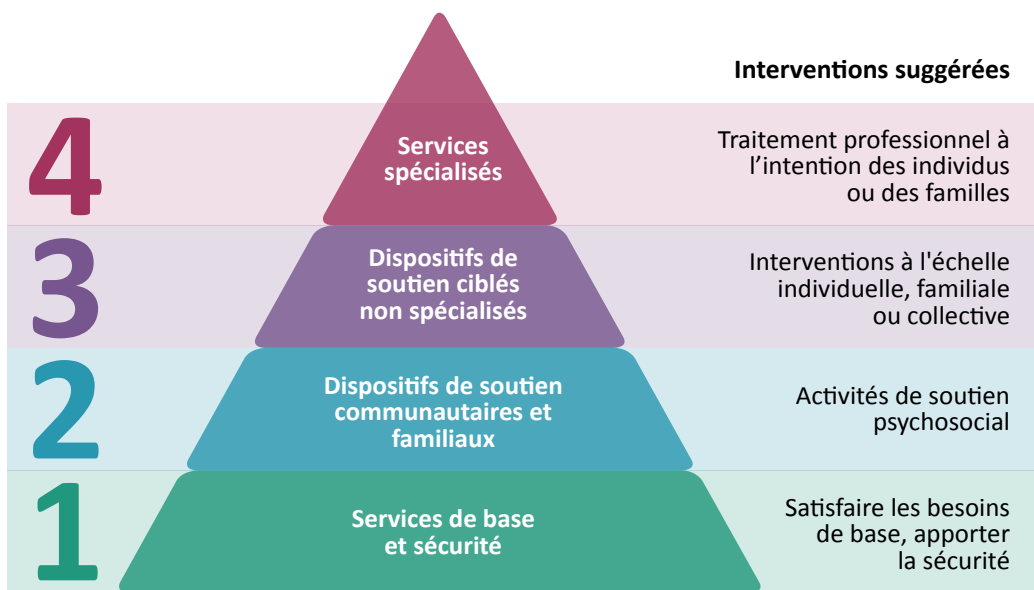 Interventions suggérées
4
Services
spécialisés
Traitement professionnel à
l’intention des individus
ou des familles
3
Dispositifs de
soutien ciblés
non spécialisés
Interventions à l'échelle
individuelle, familiale
ou collective
2
Dispositifs de soutien
communautaires et
familiaux
Activités de soutien
psychosocial
1
Services de base
et sécurité
Satisfaire les besoins
de base, apporter
la sécurité